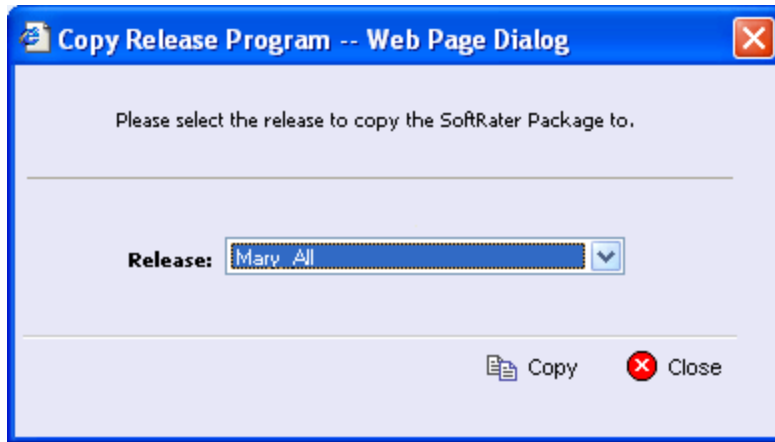 Copy Release Program -- Web Page Dialog
Please select the release to copy the SoftRater Package to.
Release: Mary_All
Copy Close